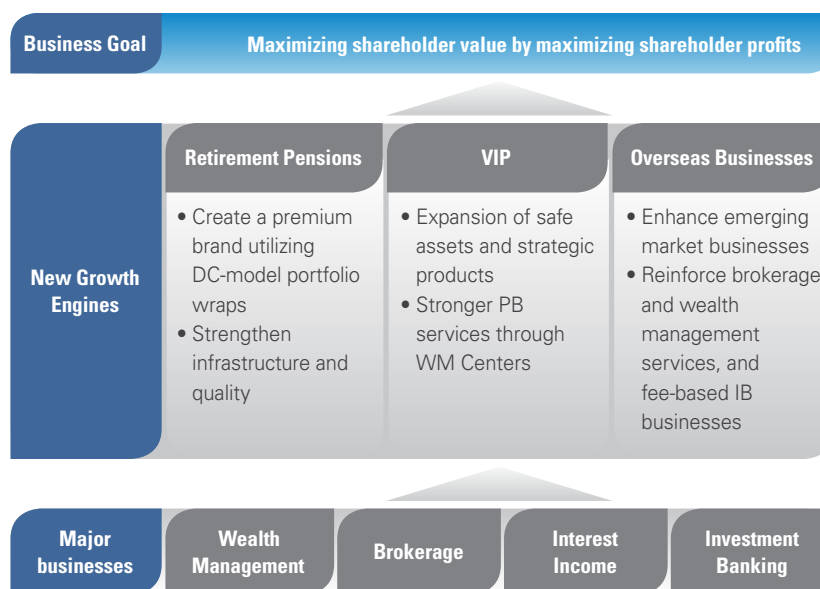 Business Goal
Maximizing shareholder value by maximizing shareholder profits
New Growth
Engines
Retirement Pensions
• Create a premium
brand utilizing
DC-model portfolio
wraps
• Strengthen
infrastructure and
quality
VIP
• Expansion of safe
assets and strategic
products
• Stronger PB
services through
WM Centers
Overseas Businesses
• Enhance emerging
market businesses
• Reinforce brokerage
and wealth
management
services, and
fee-based IB
businesses
Major
businesses
Wealth
Management
Brokerage
Interest
Income
Investment
Banking